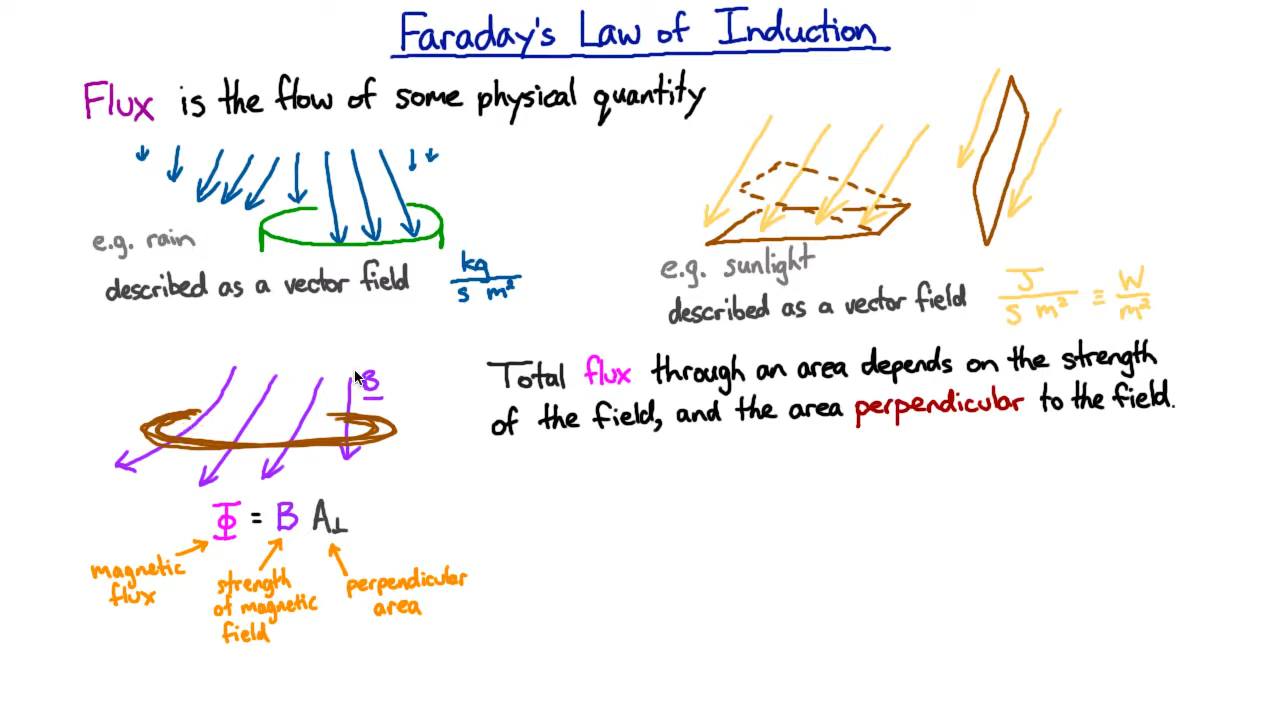 Faraday's Law of Induction
Flux is the flow of some physical quantity
e.g. rain
described as a vector field
kg
s m²
e.g. sunlight
described as a vector field
J
s m²
≡
W
m²
B
Total flux through an area depends on the strength
of the field, and the area perpendicular to the field.
Φ = B A⊥
magnetic
flux
strength
of magnetic
field
perpendicular
area